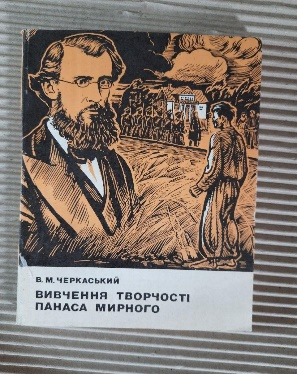 В. М. ЧЕРКАСЬКИЙ
ВИВЧЕННЯ ТВОРЧОСТІ
ПАНАСА МИРНОГО